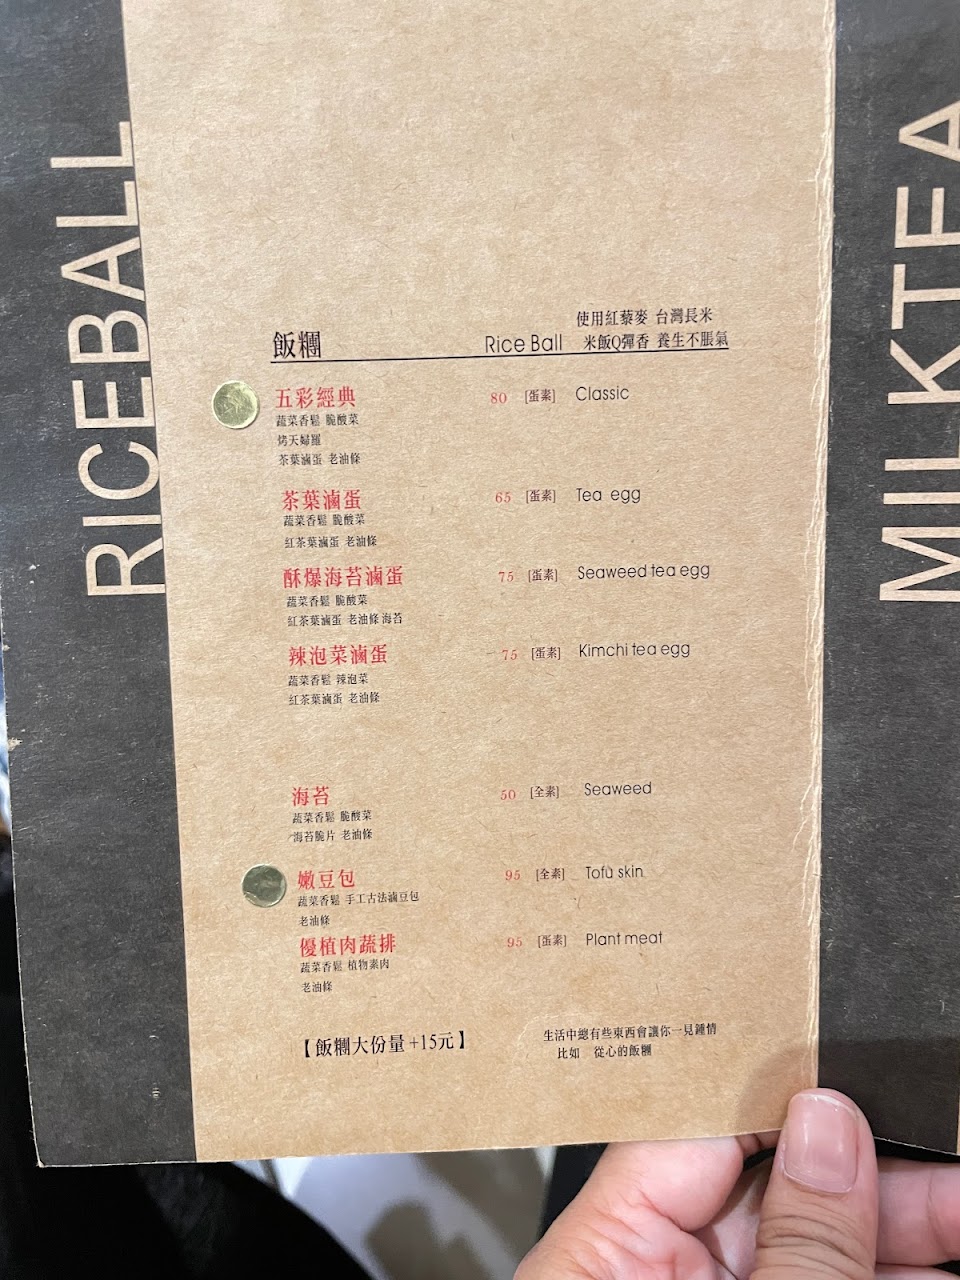 RICEBALL
MILKTEA
飯糰 Rice Ball 使用紅藜麥 台灣長米
米飯Q彈香 養生不脹氣
五彩經典 80 [蛋素] Classic
蔬菜香鬆 脆酸菜
烤天婦羅
茶葉滷蛋 老油條
茶葉滷蛋 65 [蛋素] Tea egg
蔬菜香鬆 脆酸菜
紅茶葉滷蛋 老油條
酥爆海苔滷蛋 75 [蛋素] Seaweed tea egg
蔬菜香鬆 脆酸菜
紅茶葉滷蛋 老油條 海苔
辣泡菜滷蛋 75 [蛋素] Kimchi tea egg
蔬菜香鬆 辣泡菜
紅茶葉滷蛋 老油條
海苔 50 [全素] Seaweed
蔬菜香鬆 脆酸菜
海苔脆片 老油條
嫩豆包 95 [全素] Tofu skin
蔬菜香鬆 手工古法滷豆包
老油條
優植肉蔬排 95 [蛋素] Plant meat
蔬菜香鬆 植物素肉
老油條
【飯糰大份量+15元】
生活中總有些東西會讓你一見鍾情
比如 從心的飯糰